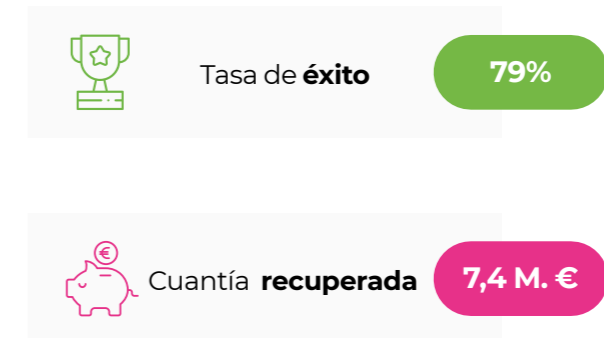 Tasa de éxito 79%
€
Cuantía recuperada 7,4 M. €